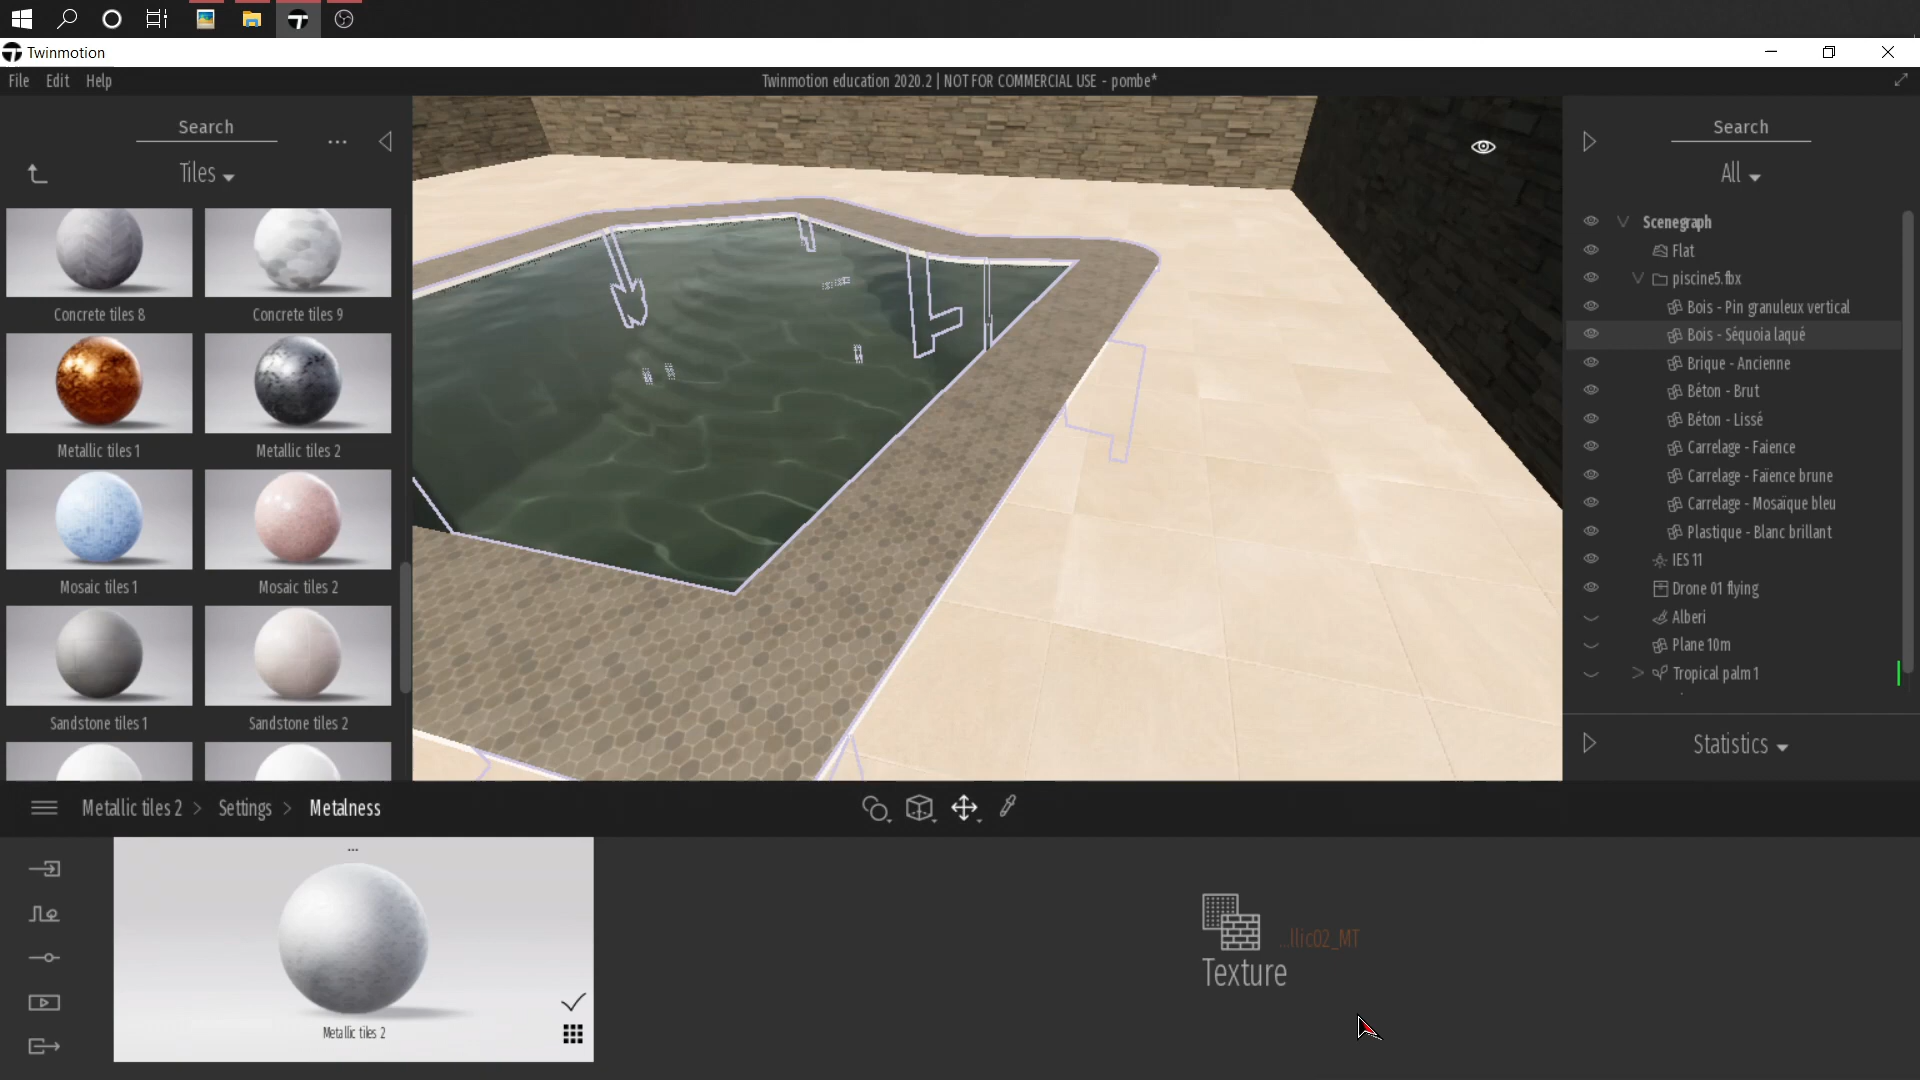 Twinmotion
File Edit Help
Twinmotion education 2020.2 | NOT FOR COMMERCIAL USE - pombe*
Search
...
Tiles
Concrete tiles 8
Concrete tiles 9
Metallic tiles 1
Metallic tiles 2
Mosaic tiles 1
Mosaic tiles 2
Sandstone tiles 1
Sandstone tiles 2
Search
All
Scenegraph
Flat
piscine5.fbx
Bois - Pin granuleux vertical
Bois - Séquoia laqué
Brique - Ancienne
Béton - Brut
Béton - Lissé
Carrelage - Faience
Carrelage - Faïence brune
Carrelage - Mosaïque bleu
Plastique - Blanc brillant
IES 11
Drone 01 flying
Alberi
Plane 10m
Tropical palm 1
Statistics
Metallic tiles 2 > Settings > Metalness
...
Metallic tiles 2
...llic02_MT
Texture